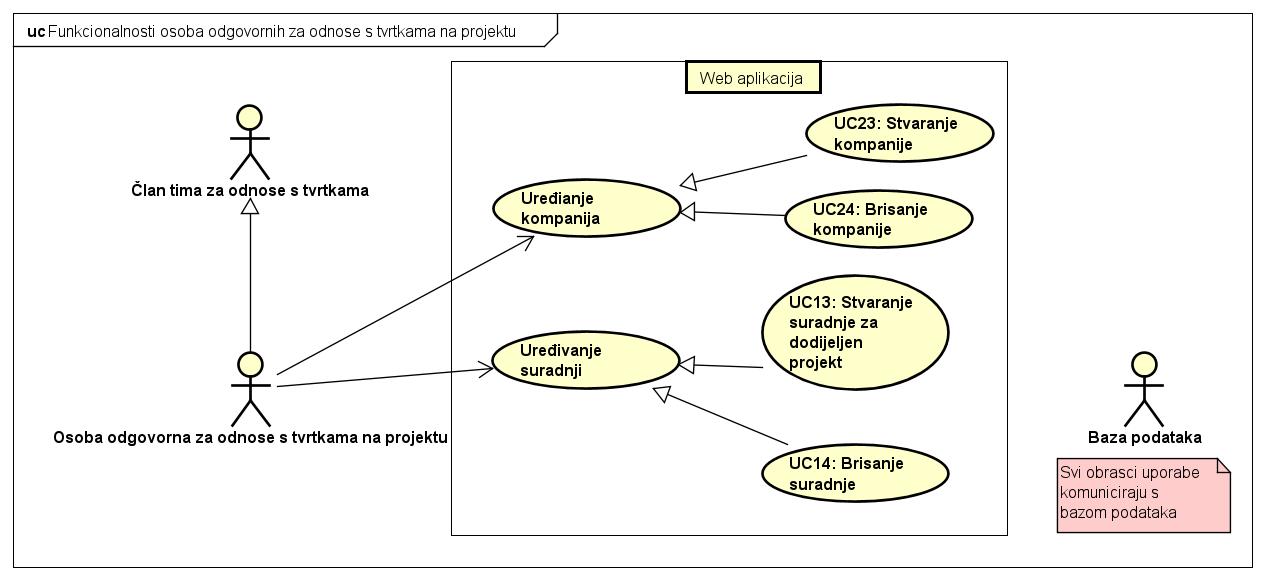 uc Funkcionalnosti osoba odgovornih za odnose s tvrtkama na projektu
Web aplikacija
Član tima za odnose s tvrtkama
UC23: Stvaranje
kompanije
Uređianje
kompanija
UC24: Brisanje
kompanije
UC13: Stvaranje
suradnje za
dodijeljen
projekt
Uređivanje
suradnji
Osoba odgovorna za odnose s tvrtkama na projektu
UC14: Brisanje
suradnje
Baza podataka
Svi obrasci uporabe
komuniciraju s
bazom podataka